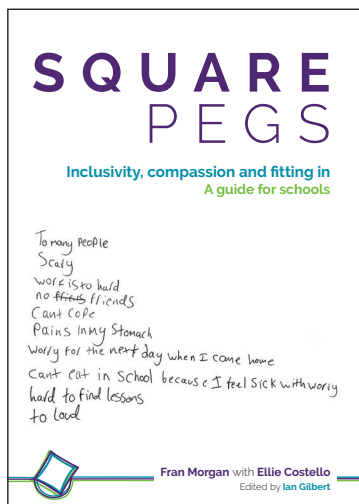 SQUARE
PEGS
Inclusivity, compassion and fitting in
A guide for schools
To many people
Scary
work is to hard
no friends friends
Cant cope
Pains in my Stomach
Worry for the next day when I come home
Cant eat in School because I feel Sick with worry
hard to find lessons
to loud
Fran Morgan with Ellie Costello
Edited by Ian Gilbert